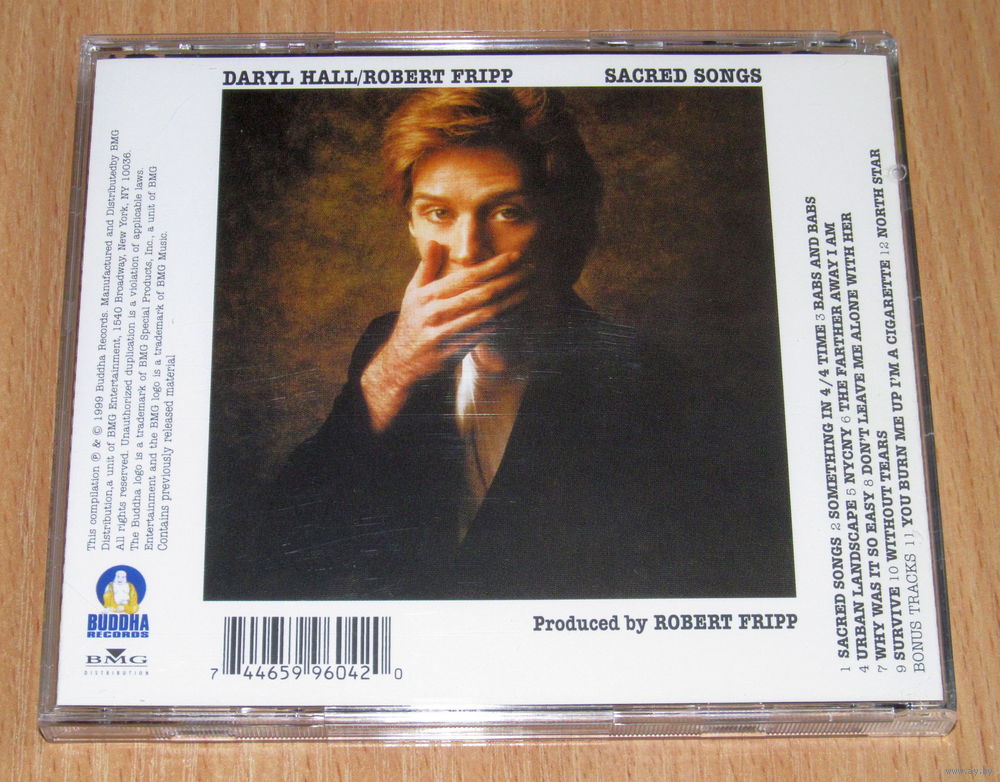 DARYL HALL/ROBERT FRIPP SACRED SONGS
This compilation ℗ & © 1999 Buddha Records. Manufactured and Distributedby BMG
Distribution,a unit of BMG Entertainment, 1540 Broadway, New York, NY 10036.
All rights reserved. Unauthorized duplication is a violation of applicable laws.
The Buddha logo is a trademark of BMG Special Products, Inc., a unit of BMG
Entertainment and the BMG logo is a trademark of BMG Music.
Contains previously released material
1 SACRED SONGS 2 SOMETHING IN 4/4 TIME 3 BABS AND BABS
4 URBAN LANDSCAPE 5 NYCNY 6 THE FARTHER AWAY I AM
7 WHY WAS IT SO EASY 8 DON'T LEAVE ME ALONE WITH HER
9 SURVIVE 10 WITHOUT TEARS
BONUS TRACKS 11 YOU BURN ME UP I'M A CIGARETTE 12 NORTH STAR
BUDDHA
RECORDS
BMG
DISTRIBUTION
7 44659 96042 0
Produced by ROBERT FRIPP
www.ay.by